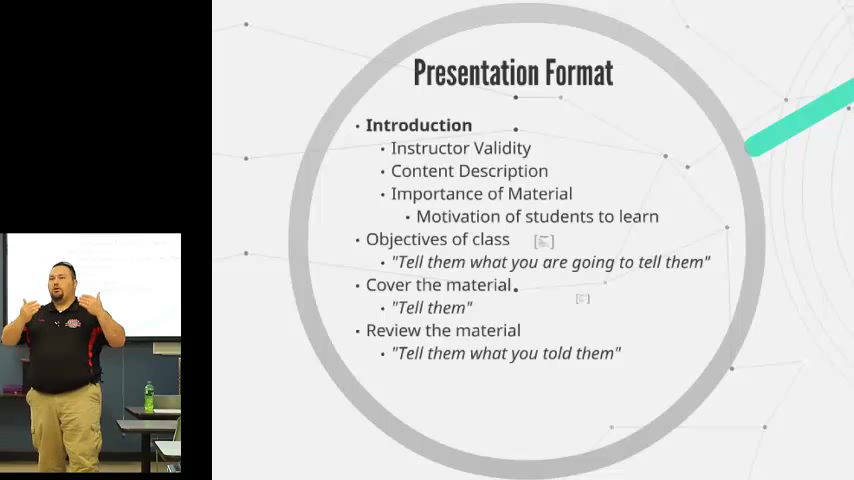 Presentation Format
• Introduction
• Instructor Validity
• Content Description
• Importance of Material
• Motivation of students to learn
• Objectives of class
• "Tell them what you are going to tell them"
• Cover the material
• "Tell them"
• Review the material
• "Tell them what you told them"